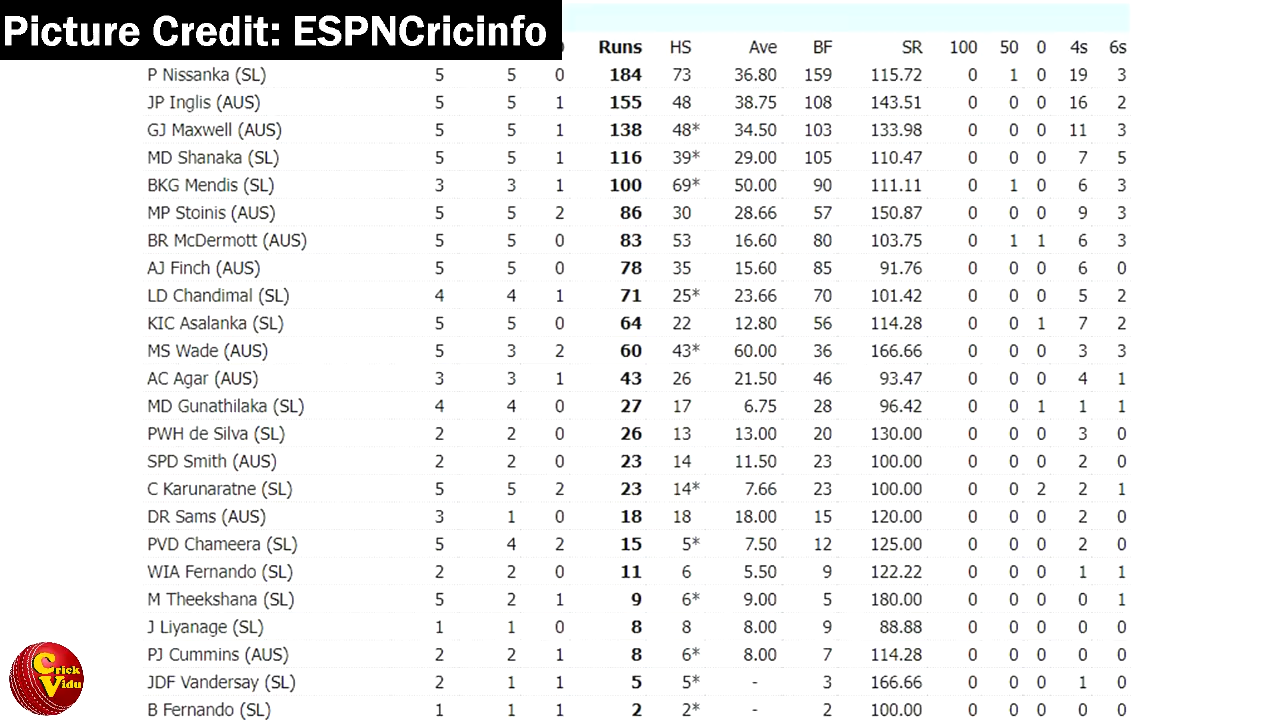 Picture Credit: ESPNCricinfo
Runs HS Ave BF SR 100 50 0 4s 6s
P Nissanka (SL) 5 5 0 184 73 36.80 159 115.72 0 1 0 19 3
JP Inglis (AUS) 5 5 1 155 48 38.75 108 143.51 0 0 0 16 2
GJ Maxwell (AUS) 5 5 1 138 48* 34.50 103 133.98 0 0 0 11 3
MD Shanaka (SL) 5 5 1 116 39* 29.00 105 110.47 0 0 0 7 5
BKG Mendis (SL) 3 3 1 100 69* 50.00 90 111.11 0 1 0 6 3
MP Stoinis (AUS) 5 5 2 86 30 28.66 57 150.87 0 0 0 9 3
BR McDermott (AUS) 5 5 0 83 53 16.60 80 103.75 0 1 1 6 3
AJ Finch (AUS) 5 5 0 78 35 15.60 85 91.76 0 0 0 6 0
LD Chandimal (SL) 4 4 1 71 25* 23.66 70 101.42 0 0 0 5 2
KIC Asalanka (SL) 5 5 0 64 22 12.80 56 114.28 0 0 1 7 2
MS Wade (AUS) 5 3 2 60 43* 60.00 36 166.66 0 0 0 3 3
AC Agar (AUS) 3 3 1 43 26 21.50 46 93.47 0 0 0 4 1
MD Gunathilaka (SL) 4 4 0 27 17 6.75 28 96.42 0 0 1 1 1
PWH de Silva (SL) 2 2 0 26 13 13.00 20 130.00 0 0 0 3 0
SPD Smith (AUS) 2 2 0 23 14 11.50 23 100.00 0 0 0 2 0
C Karunaratne (SL) 5 5 2 23 14* 7.66 23 100.00 0 0 2 2 1
DR Sams (AUS) 3 1 0 18 18 18.00 15 120.00 0 0 0 2 0
PVD Chameera (SL) 5 4 2 15 5* 7.50 12 125.00 0 0 0 2 0
WIA Fernando (SL) 2 2 0 11 6 5.50 9 122.22 0 0 0 1 1
M Theekshana (SL) 5 2 1 9 6* 9.00 5 180.00 0 0 0 0 1
J Liyanage (SL) 1 1 0 8 8 8.00 9 88.88 0 0 0 0 0
PJ Cummins (AUS) 2 2 1 8 6* 8.00 7 114.28 0 0 0 0 0
JDF Vandersay (SL) 2 1 1 5 5* - 3 166.66 0 0 0 1 0
B Fernando (SL) 1 1 1 2 2* - 2 100.00 0 0 0 0 0
Crick
Vidu